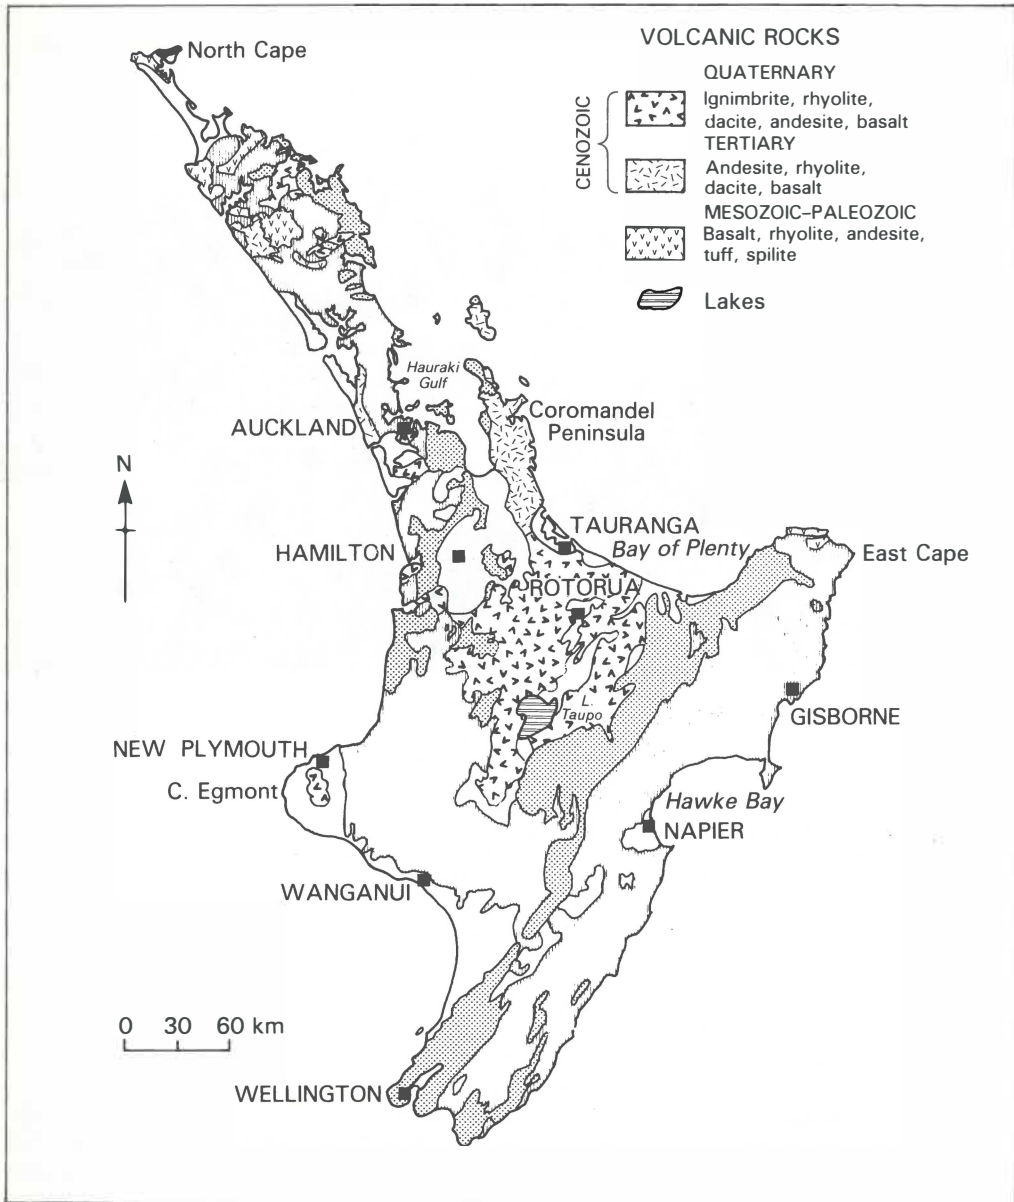 VOLCANIC ROCKS
QUATERNARY
Ignimbrite, rhyolite,
dacite, andesite, basalt
TERTIARY
Andesite, rhyolite,
dacite, basalt
CENOZOIC
MESOZOIC–PALEOZOIC
Basalt, rhyolite, andesite,
tuff, spilite
Lakes
North Cape
Hauraki
Gulf
AUCKLAND
Coromandel
Peninsula
N
TAURANGA
HAMILTON
Bay of Plenty
East Cape
ROTORUA
L.
Taupo
GISBORNE
NEW PLYMOUTH
C. Egmont
Hawke Bay
NAPIER
WANGANUI
0 30 60 km
WELLINGTON